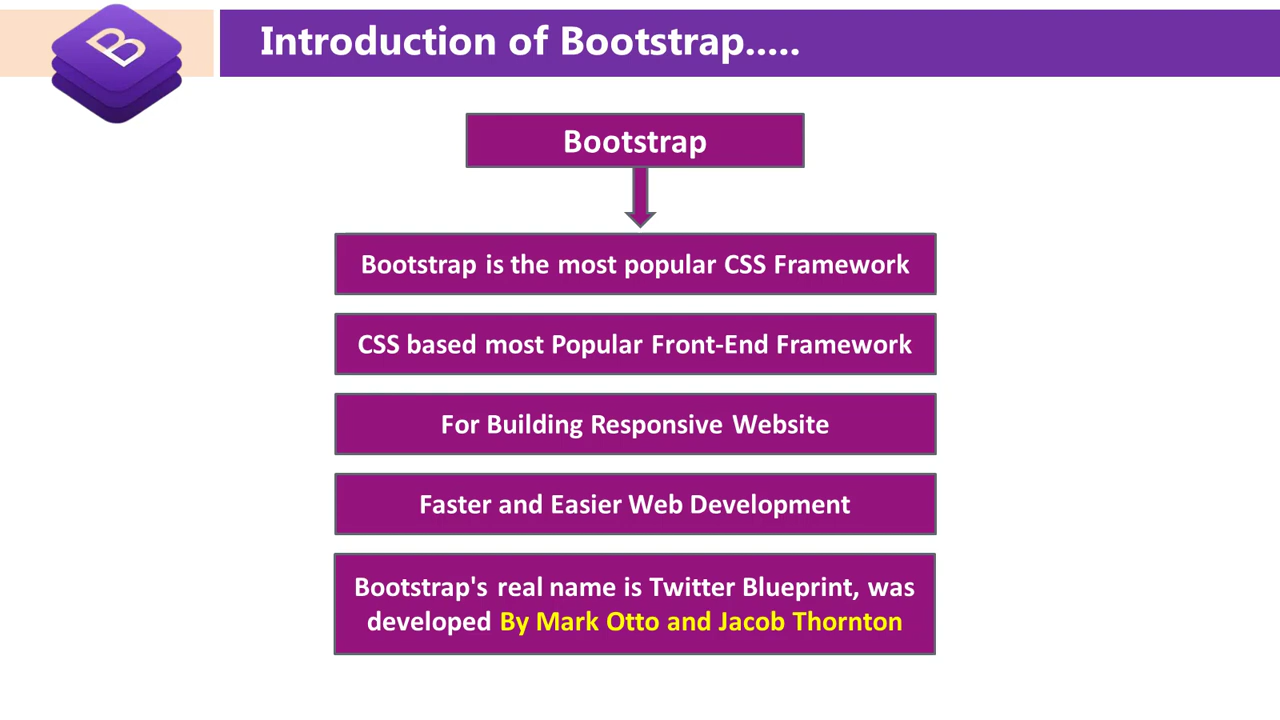 B
Introduction of Bootstrap.....
Bootstrap
Bootstrap is the most popular CSS Framework
CSS based most Popular Front-End Framework
For Building Responsive Website
Faster and Easier Web Development
Bootstrap's real name is Twitter Blueprint, was
developed By Mark Otto and Jacob Thornton